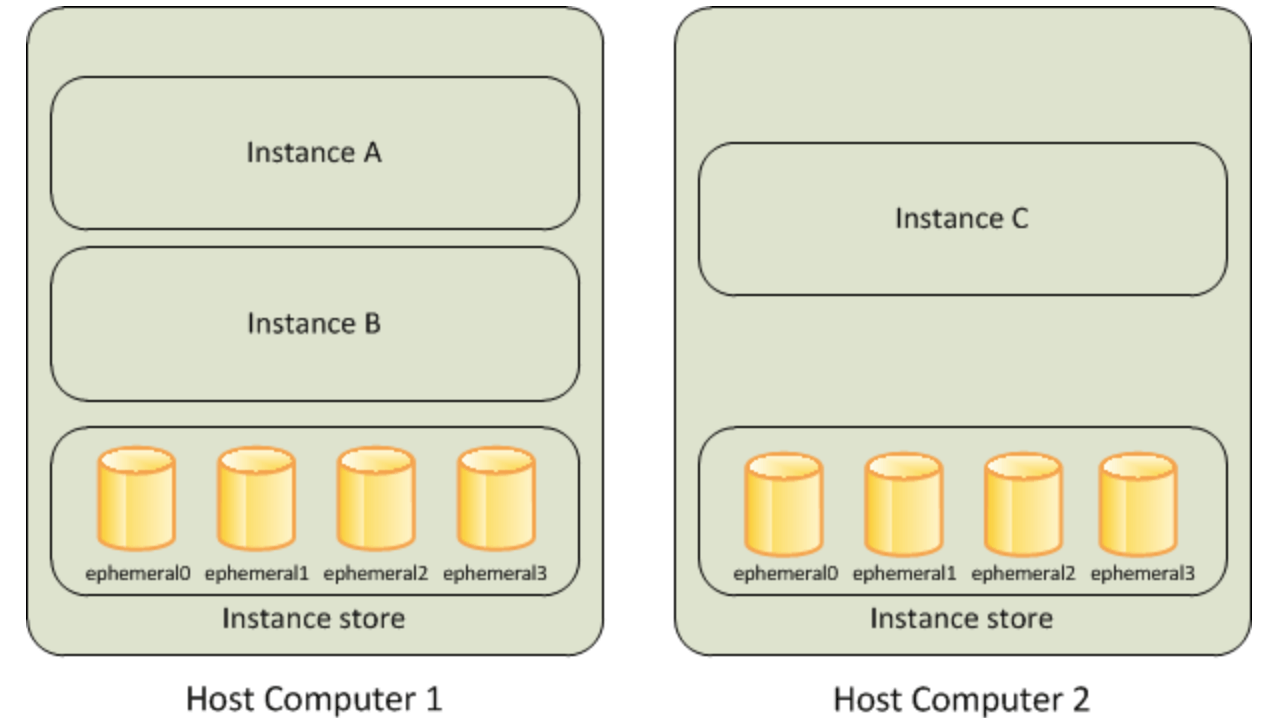 Instance A
Instance B
ephemeral0 ephemeral1 ephemeral2 ephemeral3
Instance store
Host Computer 1
Instance C
ephemeral0 ephemeral1 ephemeral2 ephemeral3
Instance store
Host Computer 2